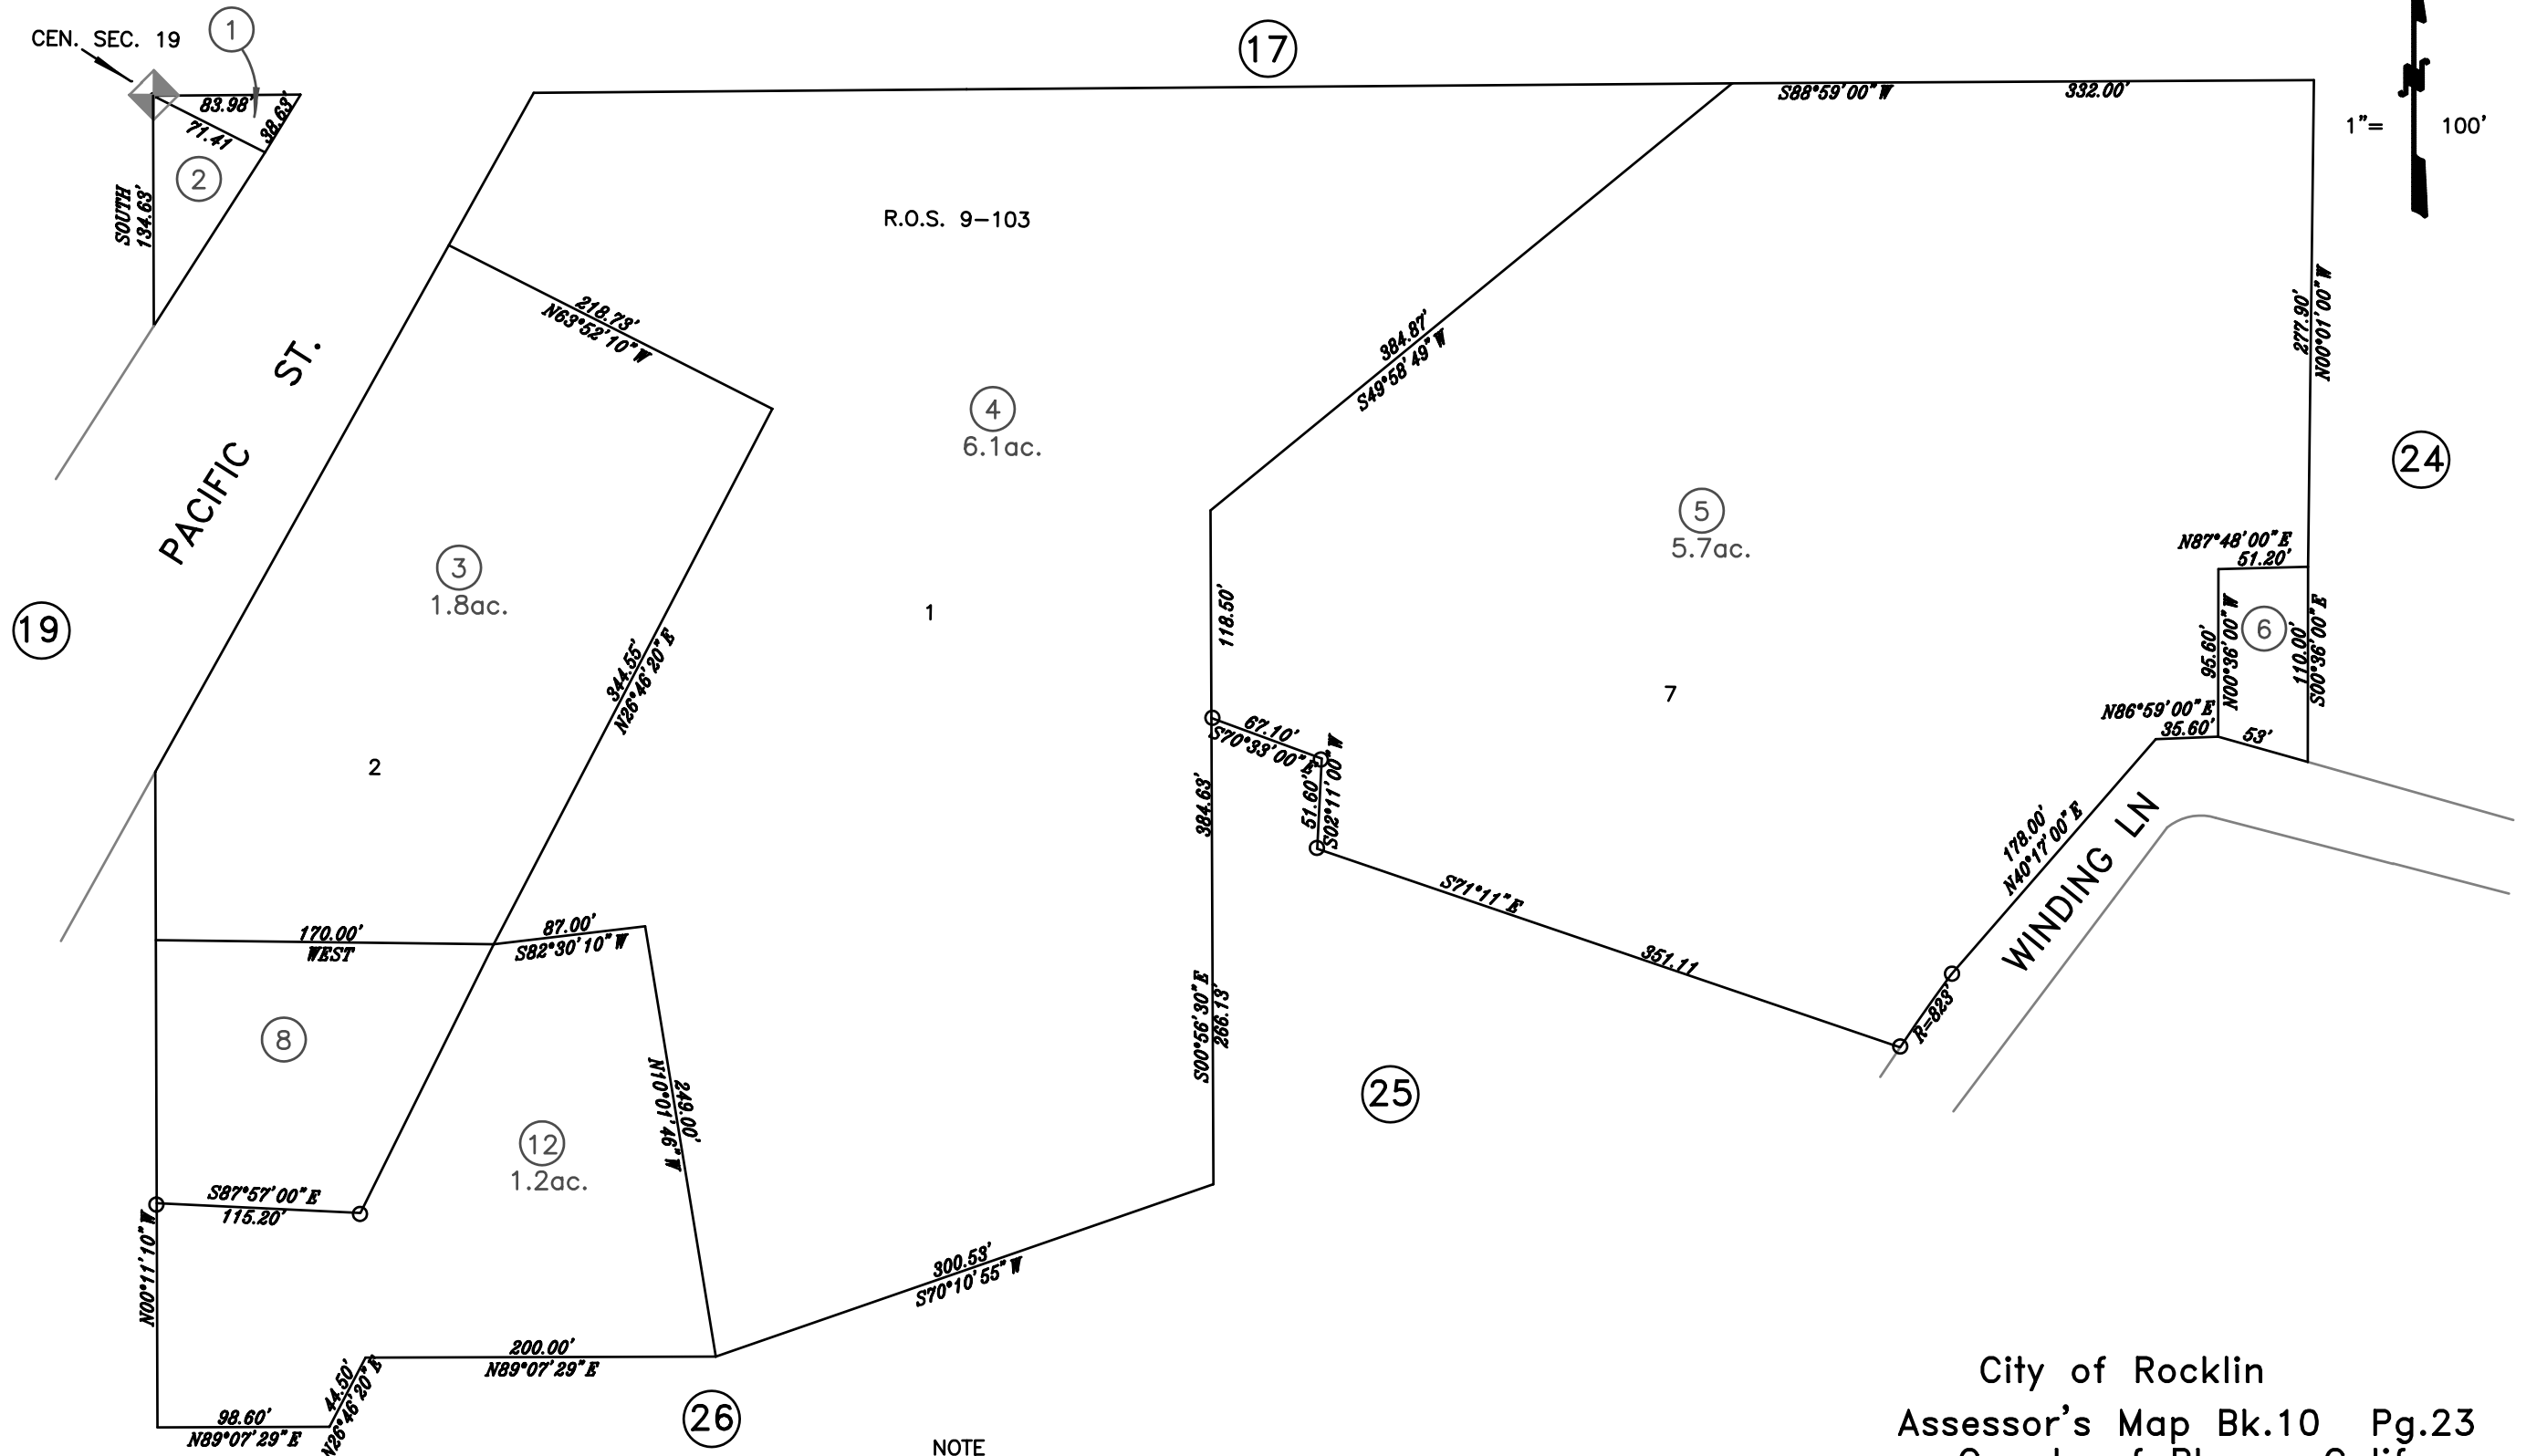 CEN. SEC. 19
1
17
83.98'
38.63'
71.41
2
SOUTH
134.63'
S88°59'00"W
332.00'
1"= 100'
N
R.O.S. 9-103
PACIFIC ST.
218.73'
N63°52'10"W
384.87'
S49°58'49"W
277.90'
N00°01'00"W
4
6.1ac.
24
5
5.7ac.
3
1.8ac.
19
1
118.50'
N87°48'00"E
51.20'
95.60'
N00°36'00"W
6
110.00'
S00°36'00"E
344.55'
N26°46'20"E
7
2
67.10'
S70°33'00"E
51.60'
S02°11'00"W
N86°59'00"E
35.60'
53'
384.63'
178.00'
N40°17'00"E
WINDING LN
S71°11"E
351.11
R=823'
170.00'
WEST
87.00'
S82°30'10"W
8
S00°56'30"E
266.13'
249.00'
N10°01'46"W
25
12
1.2ac.
S87°57'00"E
115.20'
N00°11'10"W
300.53'
S70°10'55"W
200.00'
N89°07'29"E
44.50'
N26°46'20"E
98.60'
N89°07'29"E
26
NOTE
City of Rocklin
Assessor's Map Bk.10 Pg.23